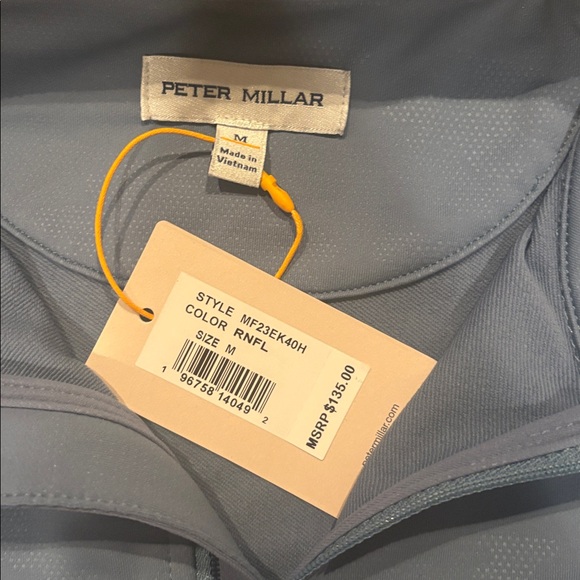 PETER MILLAR
M
Made in
Vietnam
STYLE MF23EK40H
COLOR RNFL
SIZE M
1 96758 14049 2
MSRP $135.00
petermillar.com